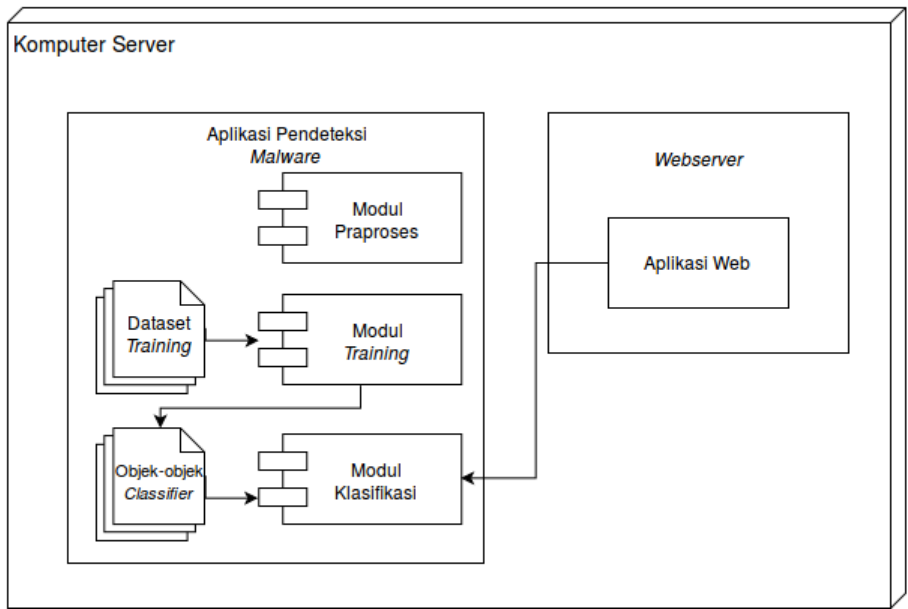 Komputer Server
Aplikasi Pendeteksi
Malware
Modul
Praproses
Dataset
Training
Modul
Training
Objek-objek
Classifier
Modul
Klasifikasi
Webserver
Aplikasi Web